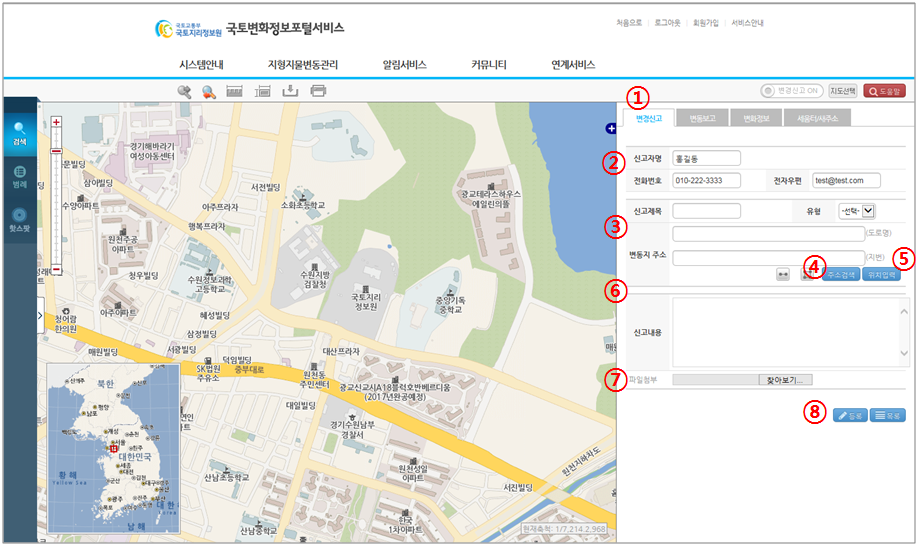 국토교통부
국토지리정보원 국토변화정보포털서비스
처음으로 | 로그아웃 | 회원가입 | 서비스안내
시스템안내 지형지물변동관리 알림서비스 커뮤니티 연계서비스
변경신고 ON 지도선택 도움말
검색
범례
핫스팟
경기해바라기
여성아동센터
삼아빌딩
수양아파트
서전빌딩
아주프라자
행복프라자
소화초등학교
원천주공
아파트
청우빌딩
수원정보과학
고등학교
수원지방
검찰청
국토지리
정보원
중앙기독
중학교
광교테라스하우스
에일린의뜰
아주아파트
혜성빌딩
청어람
한의원
삼정빌딩
매원빌딩
서광빌딩
덕임빌딩
대산프라자
SK법원
주유소
중부대로
원천동
주민센터
광교신교시A18블럭호반베르디움
(2017년완공예정)
대일빌딩
경기수원남부
경찰서
산남초등학교
원천성일
아파트
서진빌딩
원천지하차도
한국
1차아파트
산남중학교
현재축척: 1/7,214.2,968
북한
대한민국
황해
Yellow Sea
남해
①
변경신고 변동보고 변화정보 세움터/새주소
② 신고자명 홍길동
전화번호 010-222-3333 전자우편 test@test.com
신고제목 유형 -선택-
③ (도로명)
변동지 주소 (지번)
④ 주소검색 ⑤ 위치입력
⑥
신고내용
⑦ 파일첨부 찾아보기...
⑧ 등록 목록